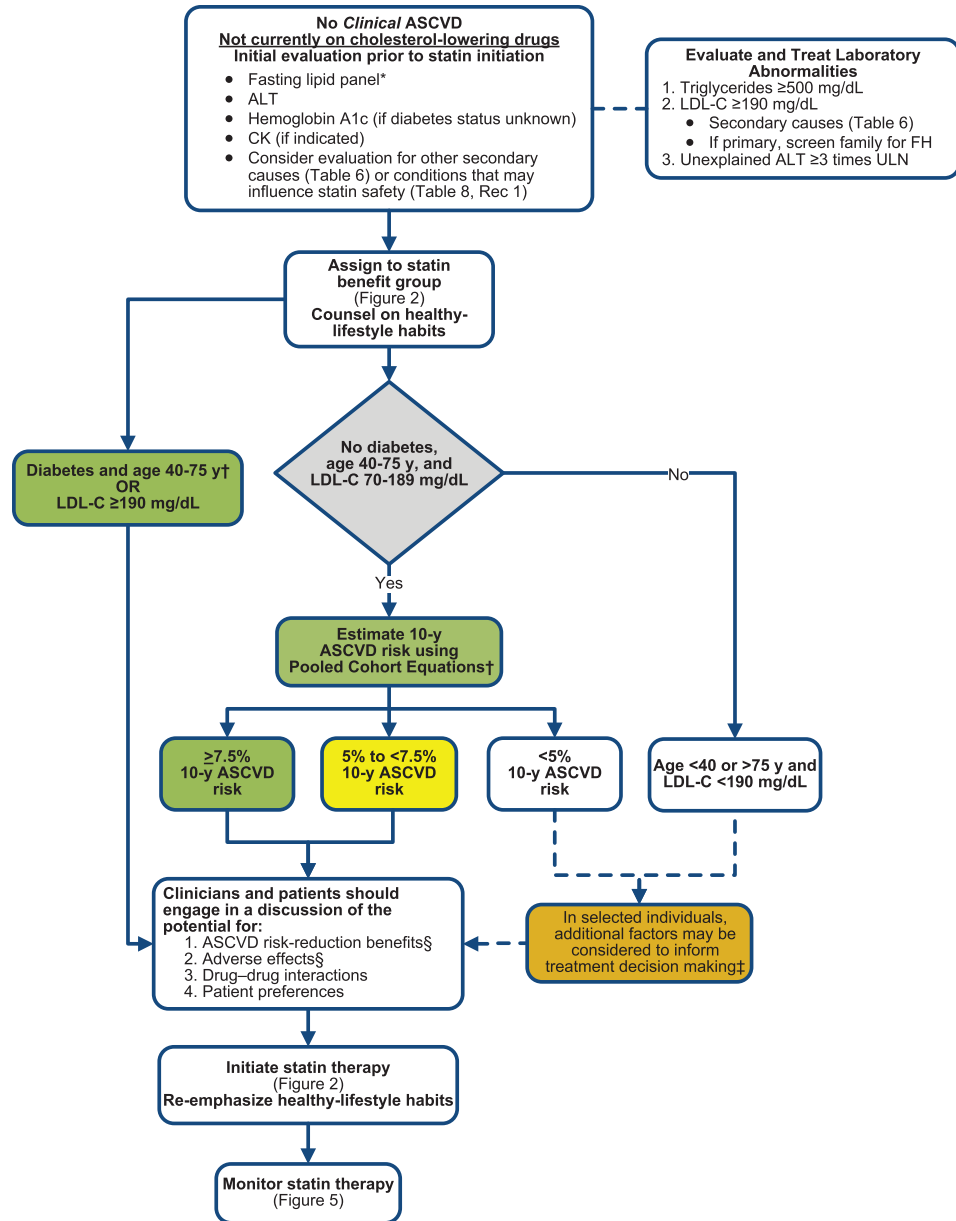 No Clinical ASCVD
Not currently on cholesterol-lowering drugs
Initial evaluation prior to statin initiation
● Fasting lipid panel*
● ALT
● Hemoglobin A1c (if diabetes status unknown)
● CK (if indicated)
● Consider evaluation for other secondary
causes (Table 6) or conditions that may
influence statin safety (Table 8, Rec 1)
Evaluate and Treat Laboratory
Abnormalities
1. Triglycerides ≥500 mg/dL
2. LDL-C ≥190 mg/dL
● Secondary causes (Table 6)
● If primary, screen family for FH
3. Unexplained ALT ≥3 times ULN
Assign to statin
benefit group
(Figure 2)
Counsel on healthy-
lifestyle habits
Diabetes and age 40-75 y†
OR
LDL-C ≥190 mg/dL
No diabetes,
age 40-75 y, and
LDL-C 70-189 mg/dL
No
Yes
Estimate 10-y
ASCVD risk using
Pooled Cohort Equations†
≥7.5%
10-y ASCVD
risk
5% to <7.5%
10-y ASCVD
risk
<5%
10-y ASCVD
risk
Age <40 or >75 y and
LDL-C <190 mg/dL
Clinicians and patients should
engage in a discussion of the
potential for:
1. ASCVD risk-reduction benefits§
2. Adverse effects§
3. Drug–drug interactions
4. Patient preferences
In selected individuals,
additional factors may be
considered to inform
treatment decision making‡
Initiate statin therapy
(Figure 2)
Re-emphasize healthy-lifestyle habits
Monitor statin therapy
(Figure 5)